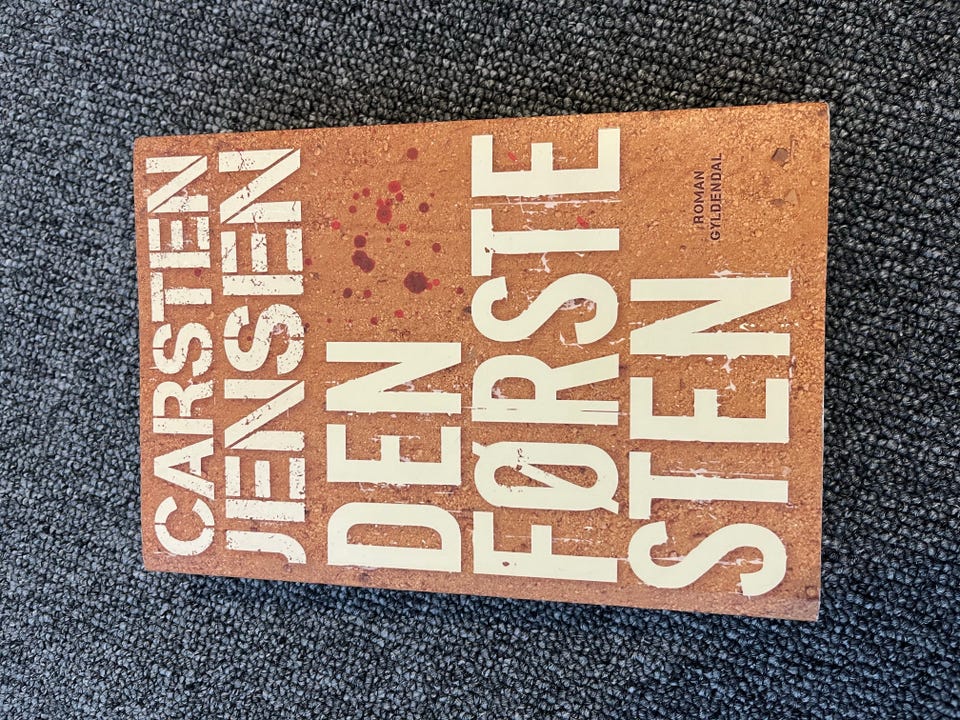 CARSTEN
JENSEN
DEN
FØRSTE
STEN
ROMAN
GYLDENDAL